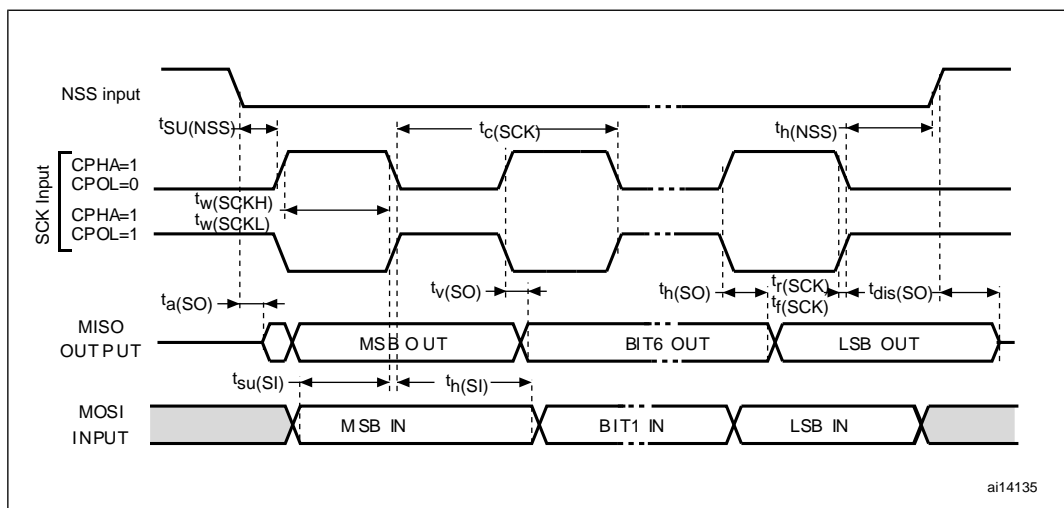 NSS input
tSU(NSS)
tc(SCK)
th(NSS)
SCK Input
CPHA=1
CPOL=0
tw(SCKH)
CPHA=1
tw(SCKL)
CPOL=1
ta(SO)
tv(SO)
th(SO)
tr(SCK)
tf(SCK)
tdis(SO)
MISO
OUTPUT
MSB OUT
BIT6 OUT
LSB OUT
tsu(SI)
th(SI)
MOSI
INPUT
MSB IN
BIT1 IN
LSB IN
ai14135